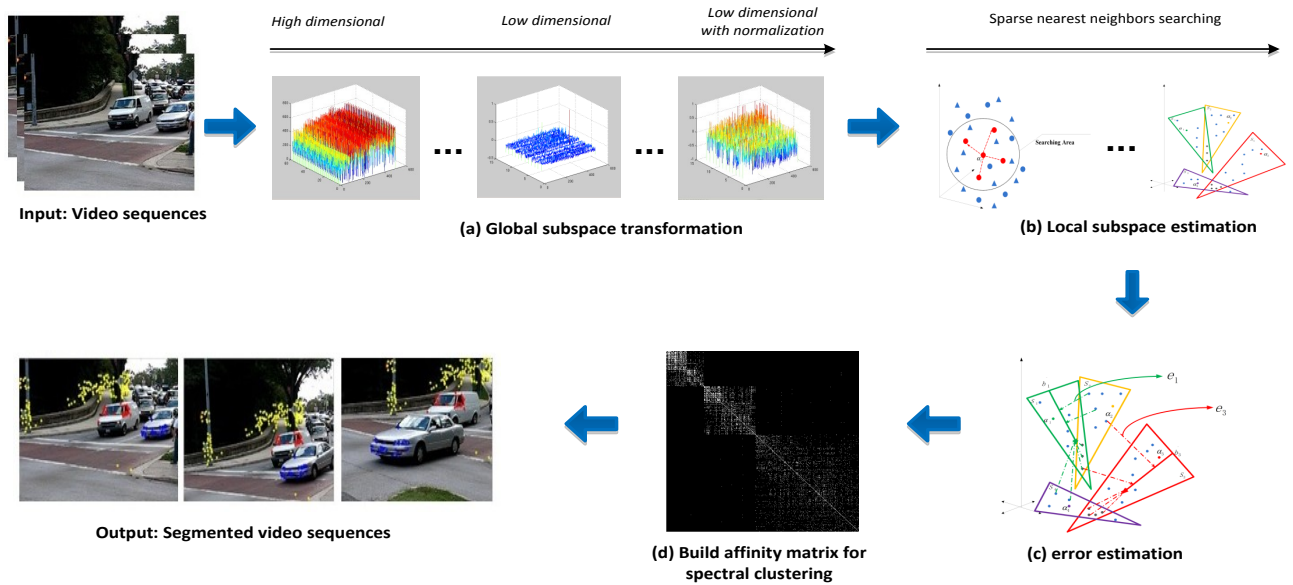 High dimensional
Low dimensional
Low dimensional
with normalization
Sparse nearest neighbors searching
Searching Area
...
...
...
Input: Video sequences
(a) Global subspace transformation
(b) Local subspace estimation
e₁
e₃
Output: Segmented video sequences
(d) Build affinity matrix for
spectral clustering
(c) error estimation